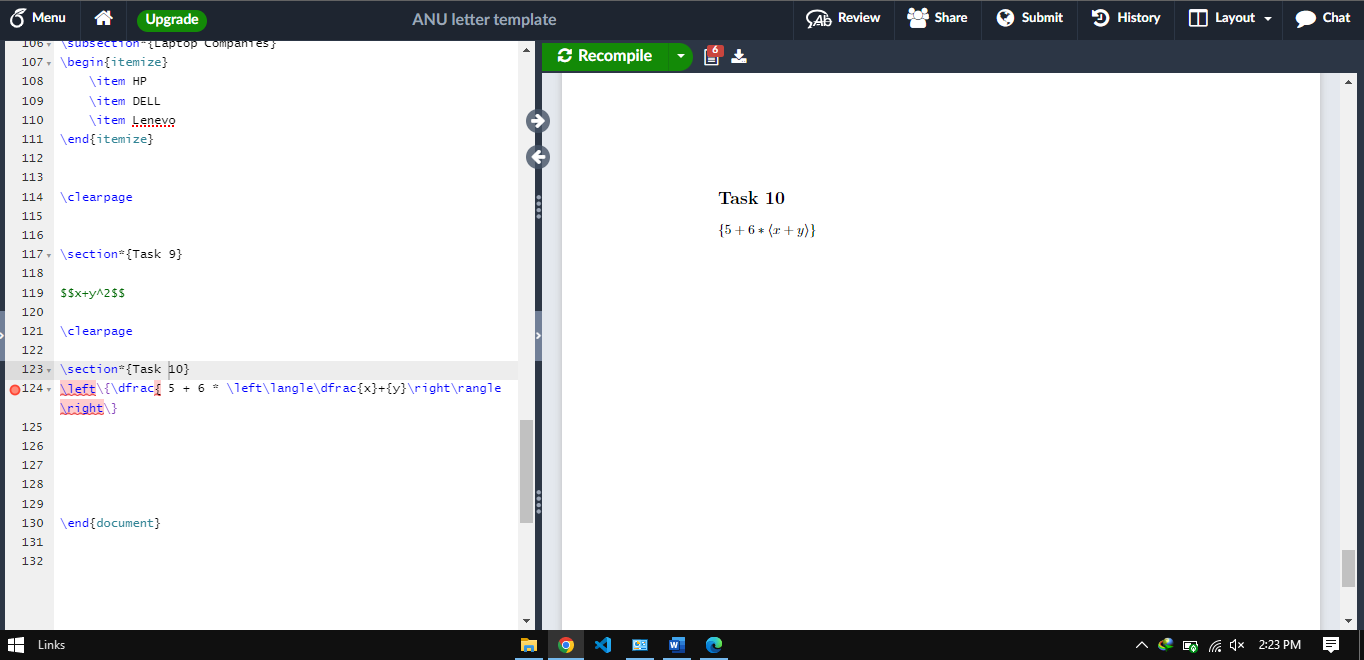 Menu
Upgrade
ANU letter template
Review
Share
Submit
History
Layout
Chat
106 \subsection*{Laptop Companies}
107 \begin{itemize}
108 \item HP
109 \item DELL
110 \item Lenevo
111 \end{itemize}
112
113
114 \clearpage
115
116
117 \section*{Task 9}
118
119 $$x+y^2$$
120
121 \clearpage
122
123 \section*{Task 10}
124 \left\{\dfrac{ 5 + 6 * \left\langle\dfrac{x}+{y}\right\rangle
\right\}
125
126
127
128
129
130 \end{document}
131
132
Recompile
6
Task 10
{5 + 6 ∗ ⟨x + y⟩}
Links
2:23 PM